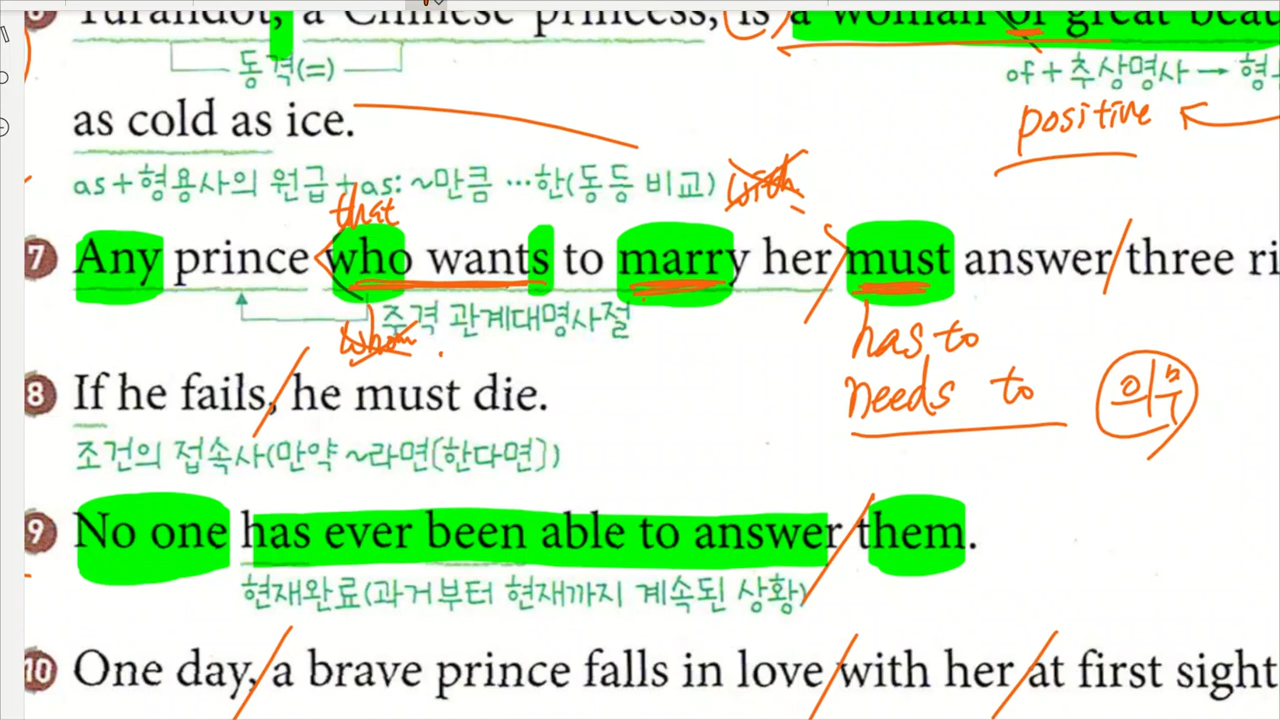 Turandot, a Chinese princess, is a woman of great beau
동격(=)
of+추상명사 → 형
positive
as cold as ice.
as+형용사의 원급+as: ~만큼 …한(동등 비교)
with
that
7 Any prince who wants to marry her must answer three ri
주격 관계대명사절
whom
has to
8 If he fails, he must die.
needs to
의무
조건의 접속사(만약 ~라면[한다면])
9 No one has ever been able to answer them.
현재완료(과거부터 현재까지 계속된 상황)
10 One day, a brave prince falls in love with her at first sight